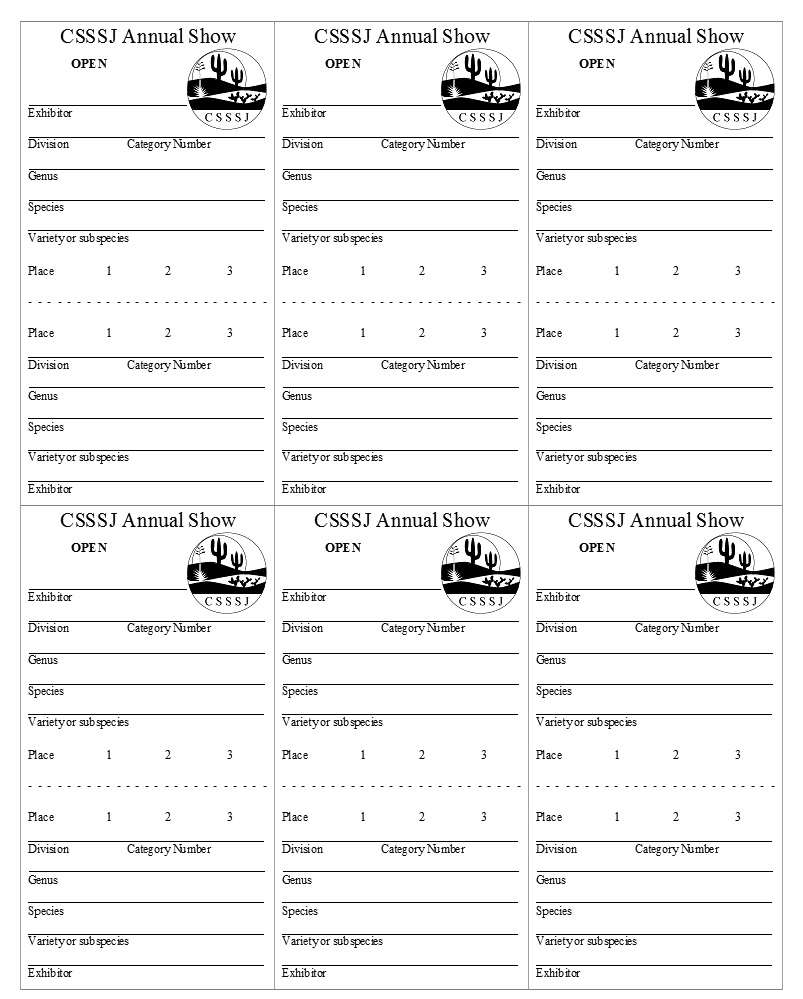 CSSSJ Annual Show
OPEN
CSSSJ
Exhibitor
Division Category Number
Genus
Species
Variety or subspecies
Place 1 2 3
Place 1 2 3
Division Category Number
Genus
Species
Variety or subspecies
Exhibitor
CSSSJ Annual Show
OPEN
CSSSJ
Exhibitor
Division Category Number
Genus
Species
Variety or subspecies
Place 1 2 3
Place 1 2 3
Division Category Number
Genus
Species
Variety or subspecies
Exhibitor
CSSSJ Annual Show
OPEN
CSSSJ
Exhibitor
Division Category Number
Genus
Species
Variety or subspecies
Place 1 2 3
Place 1 2 3
Division Category Number
Genus
Species
Variety or subspecies
Exhibitor
CSSSJ Annual Show
OPEN
CSSSJ
Exhibitor
Division Category Number
Genus
Species
Variety or subspecies
Place 1 2 3
Place 1 2 3
Division Category Number
Genus
Species
Variety or subspecies
Exhibitor
CSSSJ Annual Show
OPEN
CSSSJ
Exhibitor
Division Category Number
Genus
Species
Variety or subspecies
Place 1 2 3
Place 1 2 3
Division Category Number
Genus
Species
Variety or subspecies
Exhibitor
CSSSJ Annual Show
OPEN
CSSSJ
Exhibitor
Division Category Number
Genus
Species
Variety or subspecies
Place 1 2 3
Place 1 2 3
Division Category Number
Genus
Species
Variety or subspecies
Exhibitor